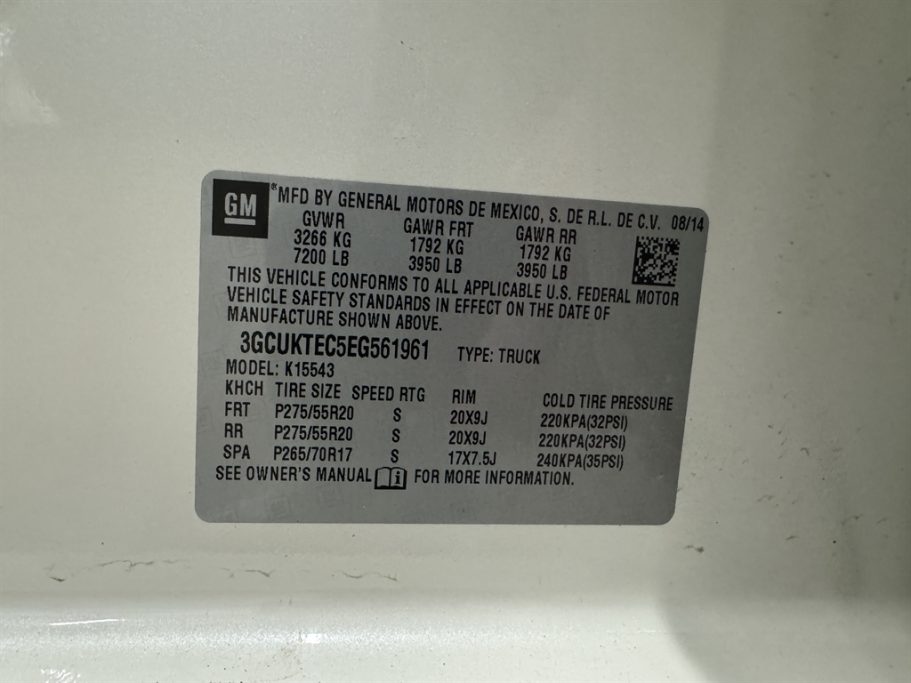 GM ®MFD BY GENERAL MOTORS DE MEXICO, S. DE R.L. DE C.V. 08/14
GVWR GAWR FRT GAWR RR
3266 KG 1792 KG 1792 KG
7200 LB 3950 LB 3950 LB
THIS VEHICLE CONFORMS TO ALL APPLICABLE U.S. FEDERAL MOTOR
VEHICLE SAFETY STANDARDS IN EFFECT ON THE DATE OF
MANUFACTURE SHOWN ABOVE.
3GCUKTEC5EG561961 TYPE: TRUCK
MODEL: K15543
KHCH TIRE SIZE SPEED RTG RIM COLD TIRE PRESSURE
FRT P275/55R20 S 20X9J 220KPA(32PSI)
RR P275/55R20 S 20X9J 220KPA(32PSI)
SPA P265/70R17 S 17X7.5J 240KPA(35PSI)
SEE OWNER'S MANUAL i FOR MORE INFORMATION.